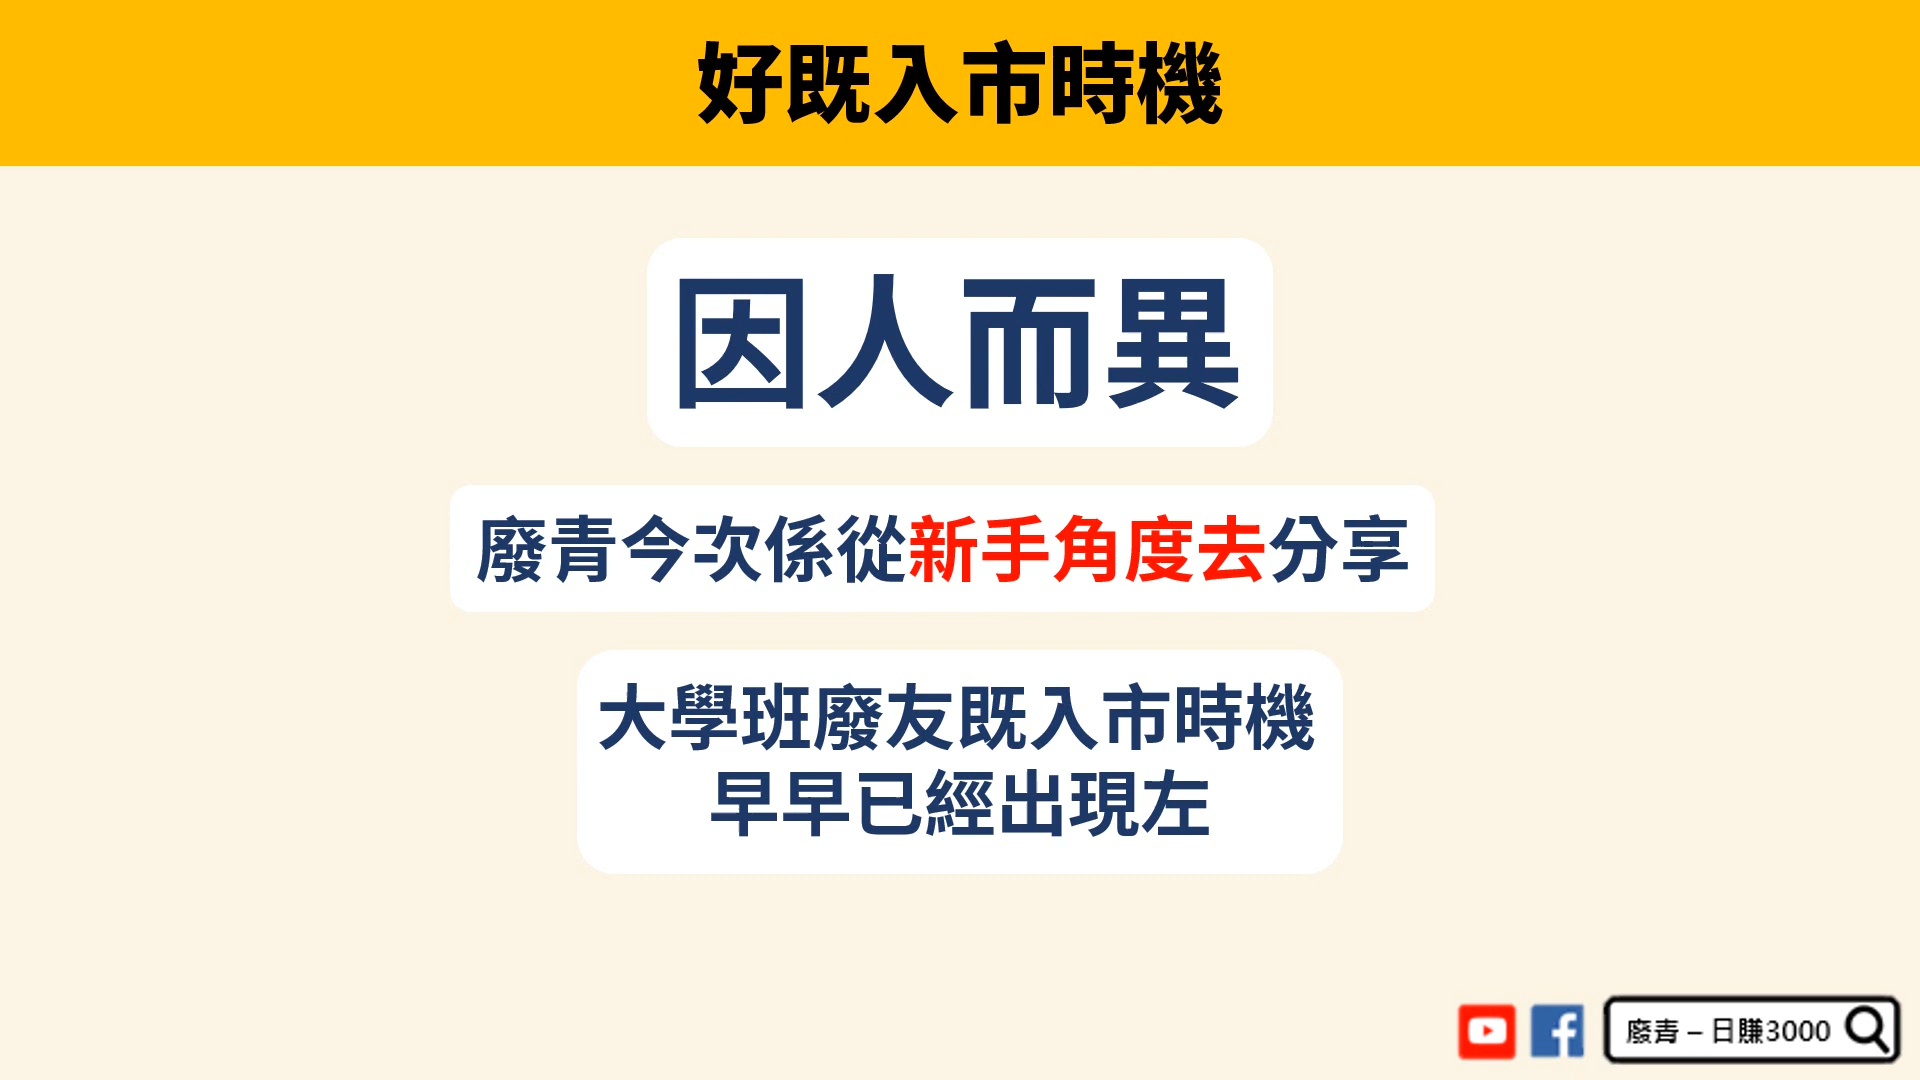 好既入市時機
因人而異
廢青今次係從新手角度去分享
大學班廢友既入市時機
早早已經出現左
廢青 – 日賺3000